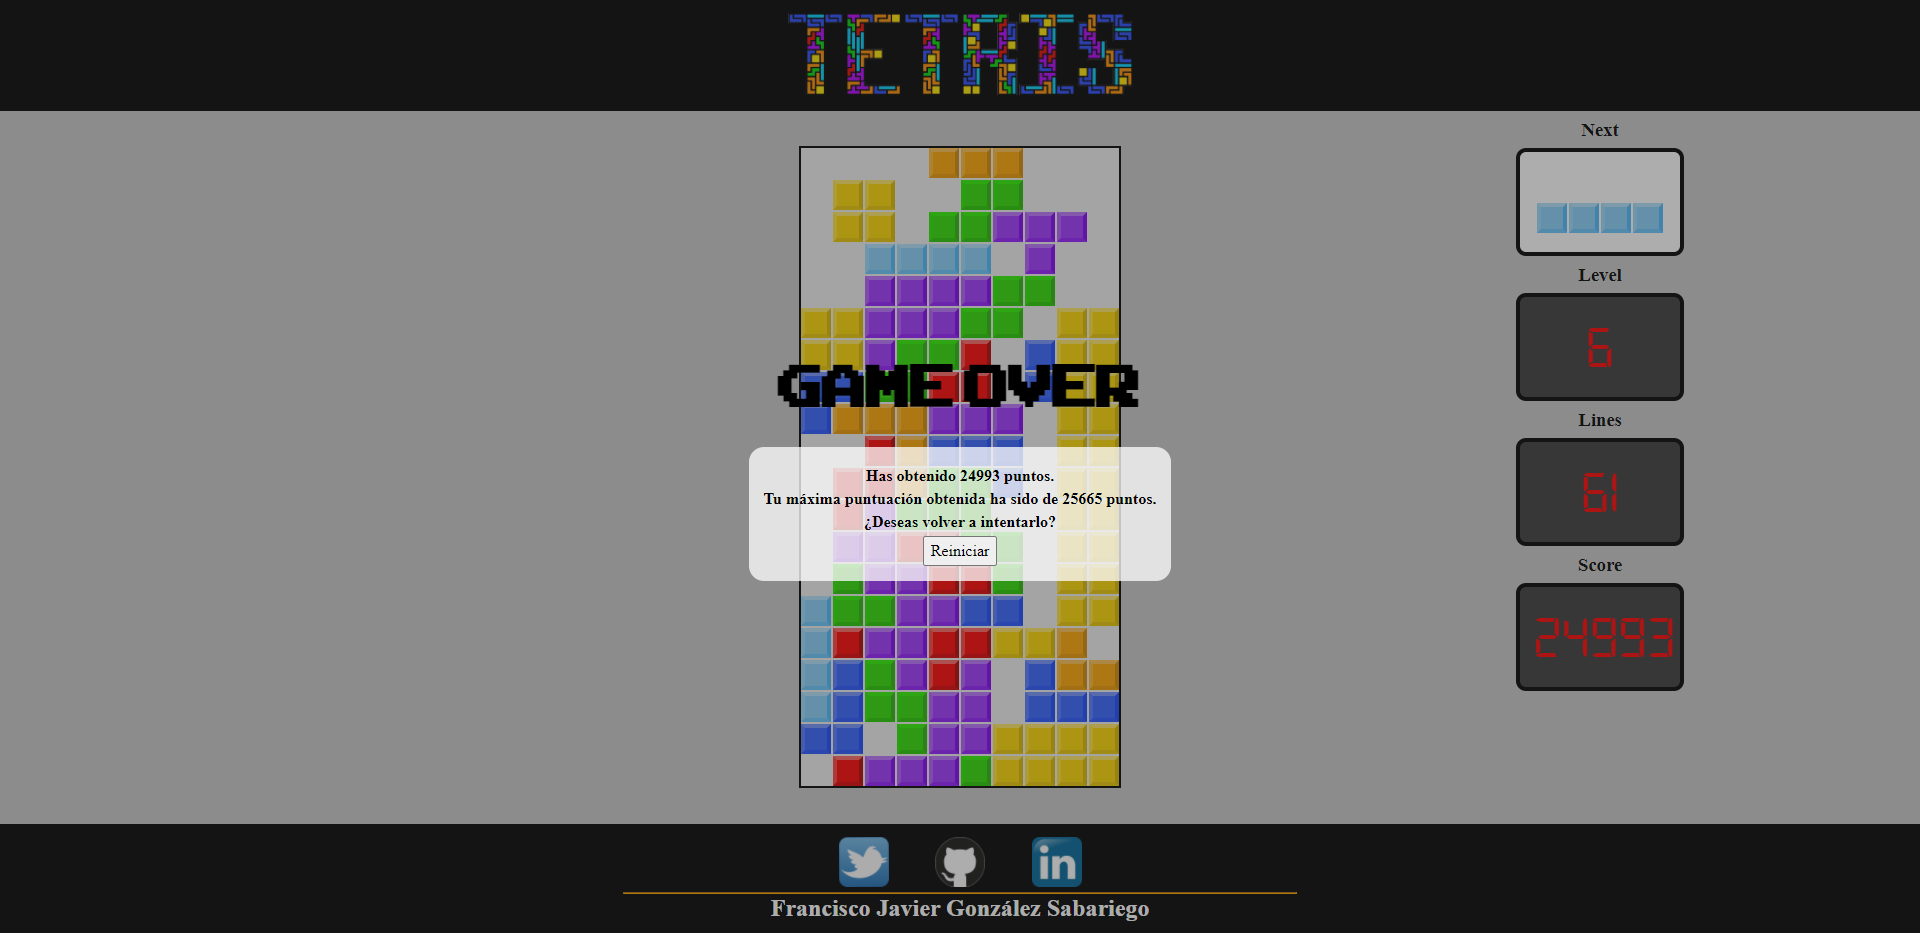 TETRIS
Next
Level
6
Lines
61
Score
24993
GAME OVER
Has obtenido 24993 puntos.
Tu máxima puntuación obtenida ha sido de 25665 puntos.
¿Deseas volver a intentarlo?
Reiniciar
in
Francisco Javier González Sabariego